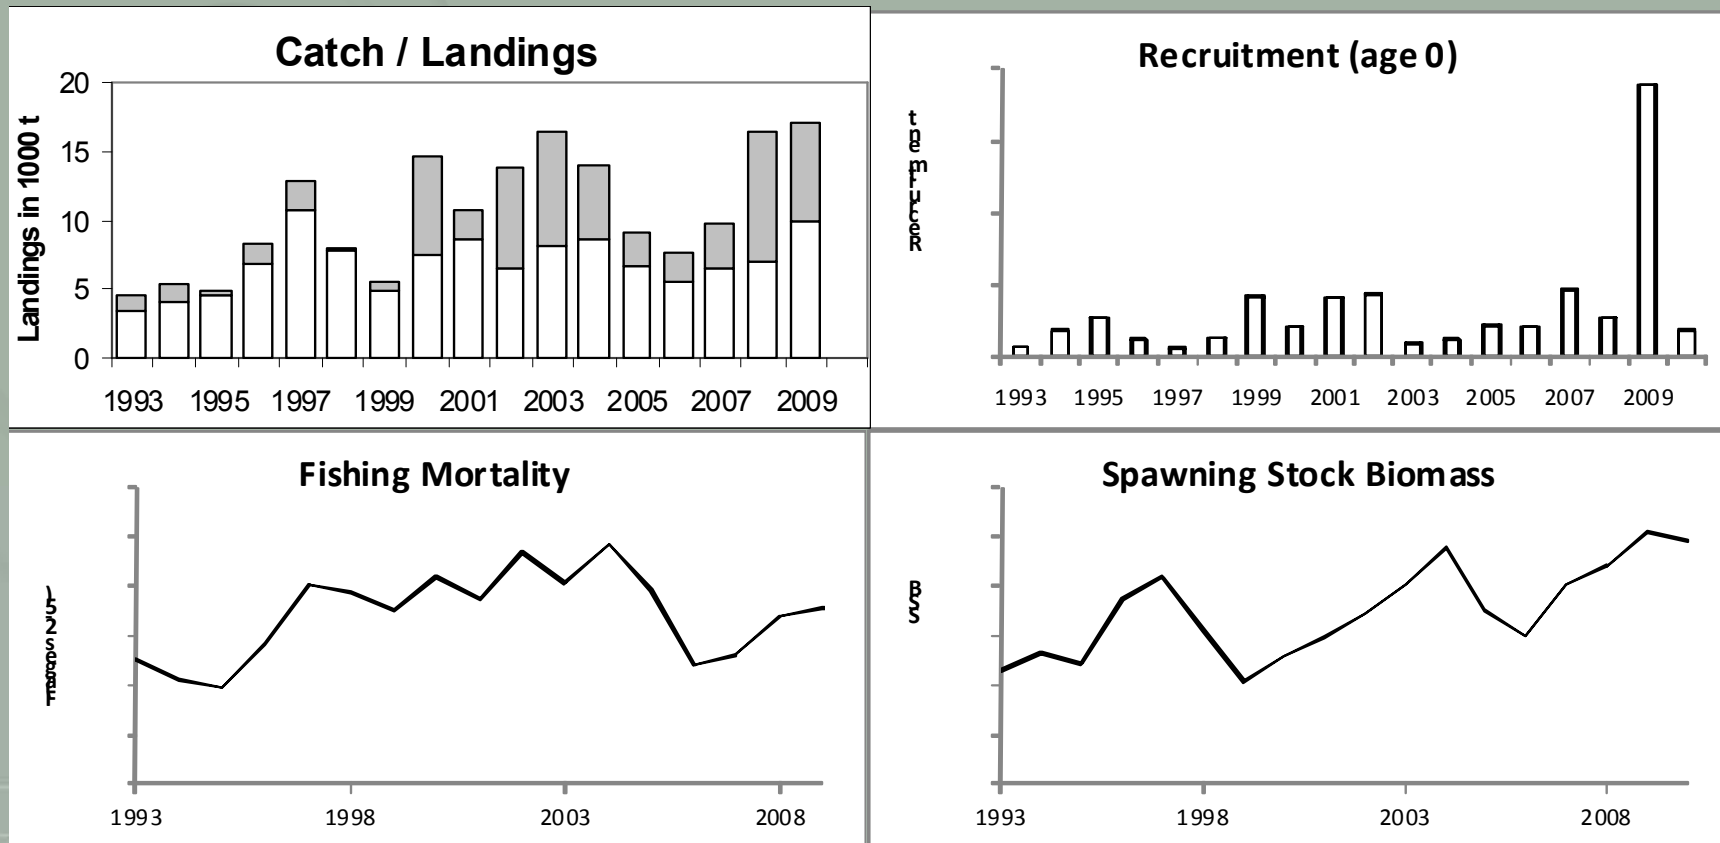 Catch / Landings
Landings in 1000 t
20
15
10
5
0
1993 1995 1997 1999 2001 2003 2005 2007 2009
Recruitment (age 0)
Recruitment
1993 1995 1997 1999 2001 2003 2005 2007 2009
Fishing Mortality
1993 1998 2003 2008
Spawning Stock Biomass
SSB
1993 1998 2003 2008